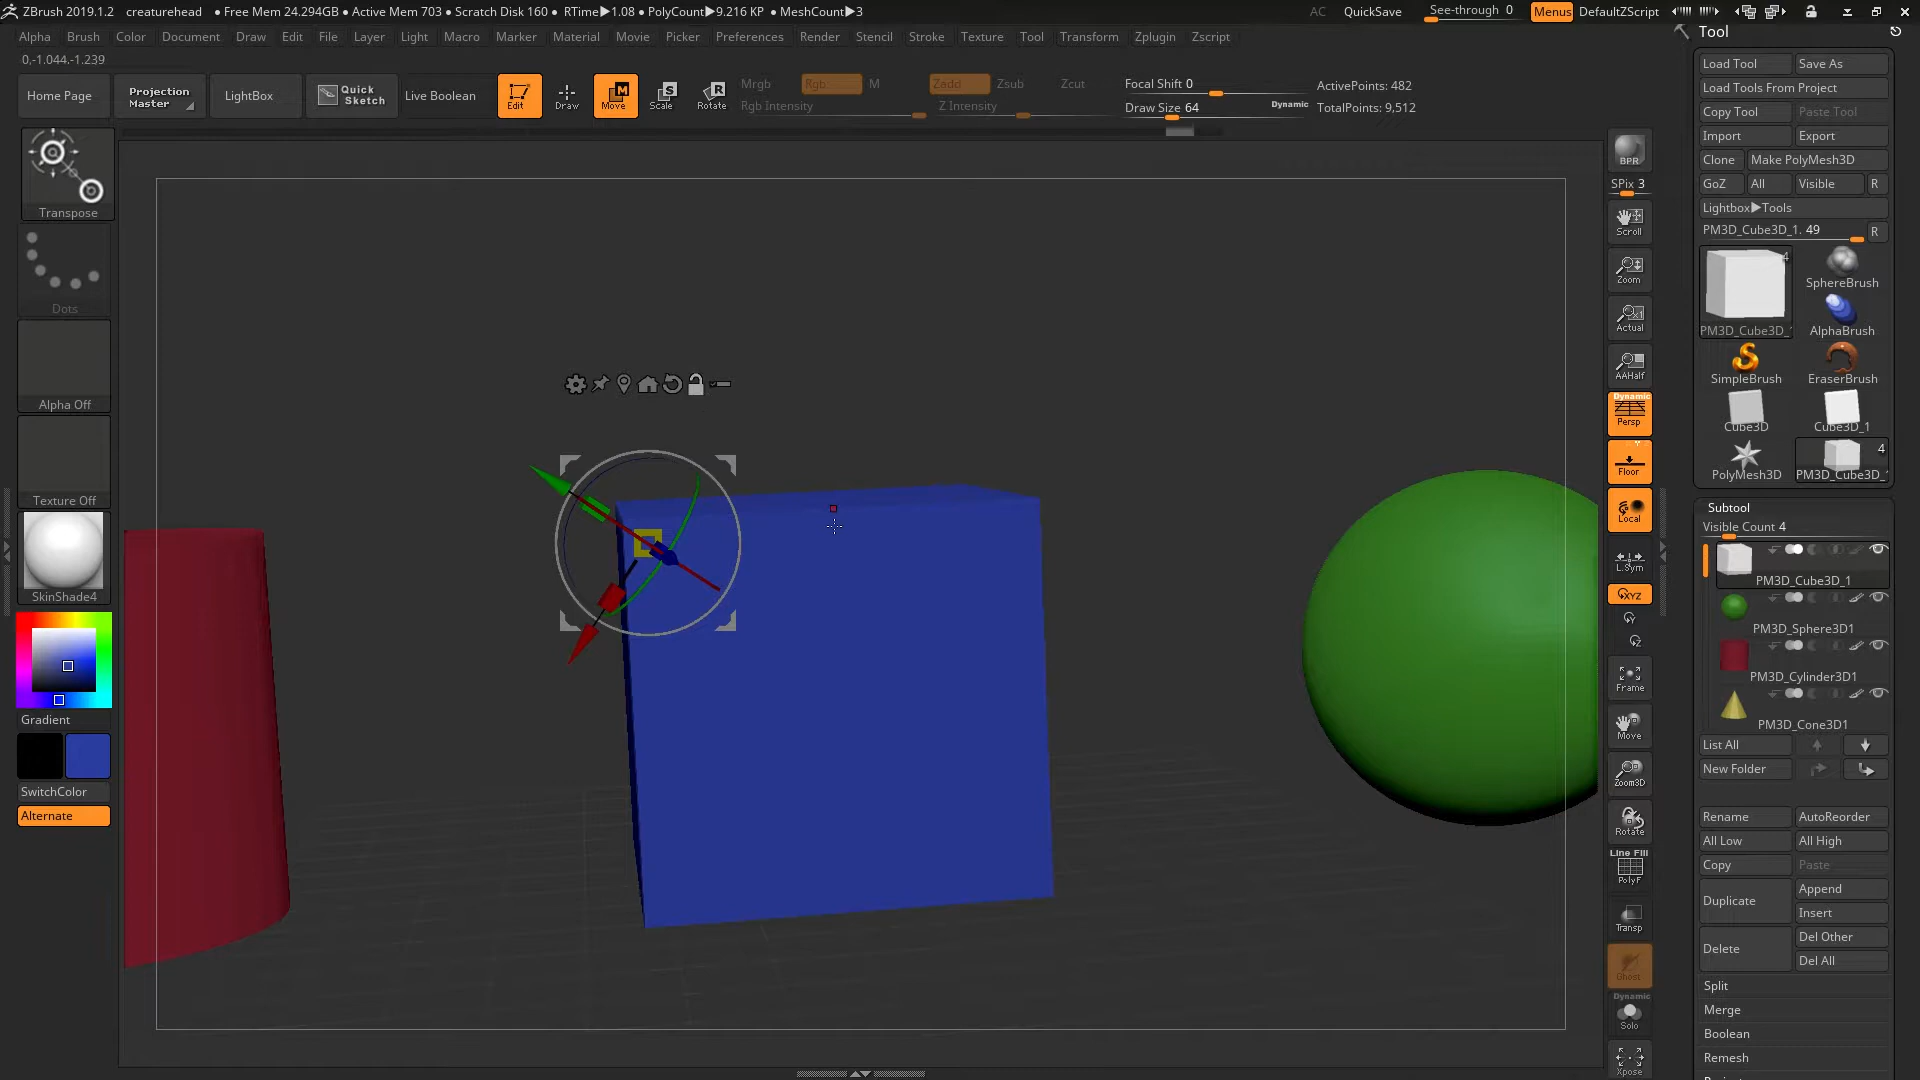 ZBrush 2019.1.2 creaturehead ● Free Mem 24.294GB ● Active Mem 703 ● Scratch Disk 160 ● RTime▶1.08 ● PolyCount▶9.216 KP ● MeshCount▶3 AC QuickSave See-through 0 Menus DefaultZScript
Alpha Brush Color Document Draw Edit File Layer Light Macro Marker Material Movie Picker Preferences Render Stencil Stroke Texture Tool Transform Zplugin Zscript
0,-1.044,-1.239
Home Page
Projection
Master
LightBox
Quick
Sketch
Live Boolean
Edit
Draw
Move
Scale
Rotate
Mrgb Rgb M
Rgb Intensity
Zadd Zsub Zcut
Z Intensity
Focal Shift 0
Draw Size 64
Dynamic
ActivePoints: 482
TotalPoints: 9,512
Transpose
Dots
Alpha Off
Texture Off
SkinShade4
Gradient
SwitchColor
Alternate
BPR
SPix 3
Scroll
Zoom
Actual
AAHalf
Dynamic
Persp
Floor
Local
L.Sym
XYZ
Y
Z
Frame
Move
Zoom3D
Rotate
Line Fill
PolyF
Transp
Ghost
Dynamic
Solo
Xpose
Tool
Load Tool Save As
Load Tools From Project
Copy Tool Paste Tool
Import Export
Clone Make PolyMesh3D
GoZ All Visible R
Lightbox▶Tools
PM3D_Cube3D_1. 49 R
4
PM3D_Cube3D_1
SphereBrush
AlphaBrush
SimpleBrush EraserBrush
Cube3D Cube3D_1
4
PolyMesh3D PM3D_Cube3D_1
Subtool
Visible Count 4
PM3D_Cube3D_1
PM3D_Sphere3D1
PM3D_Cylinder3D1
PM3D_Cone3D1
List All
New Folder
Rename AutoReorder
All Low All High
Copy Paste
Duplicate
Append
Insert
Delete
Del Other
Del All
Split
Merge
Boolean
Remesh